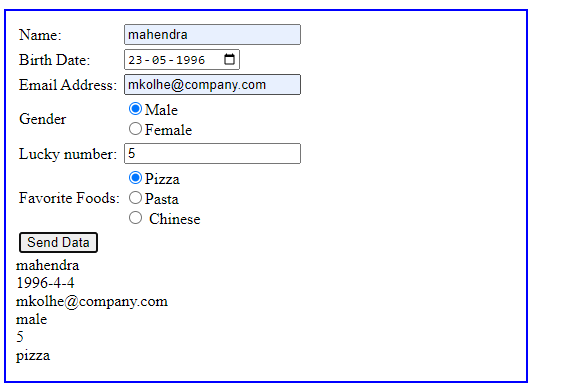 Name: mahendra
Birth Date: 23-05-1996
Email Address: mkolhe@company.com
Gender
Male
Female
Lucky number: 5
Favorite Foods:
Pizza
Pasta
Chinese
Send Data
mahendra
1996-4-4
mkolhe@company.com
male
5
pizza